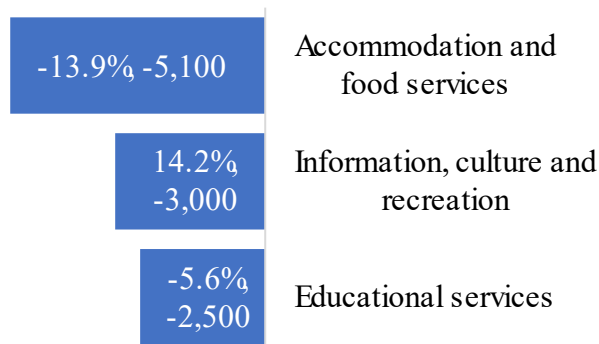 -13.9%, -5,100
Accommodation and
food services
14.2%,
-3,000
Information, culture and
recreation
-5.6%,
-2,500
Educational services